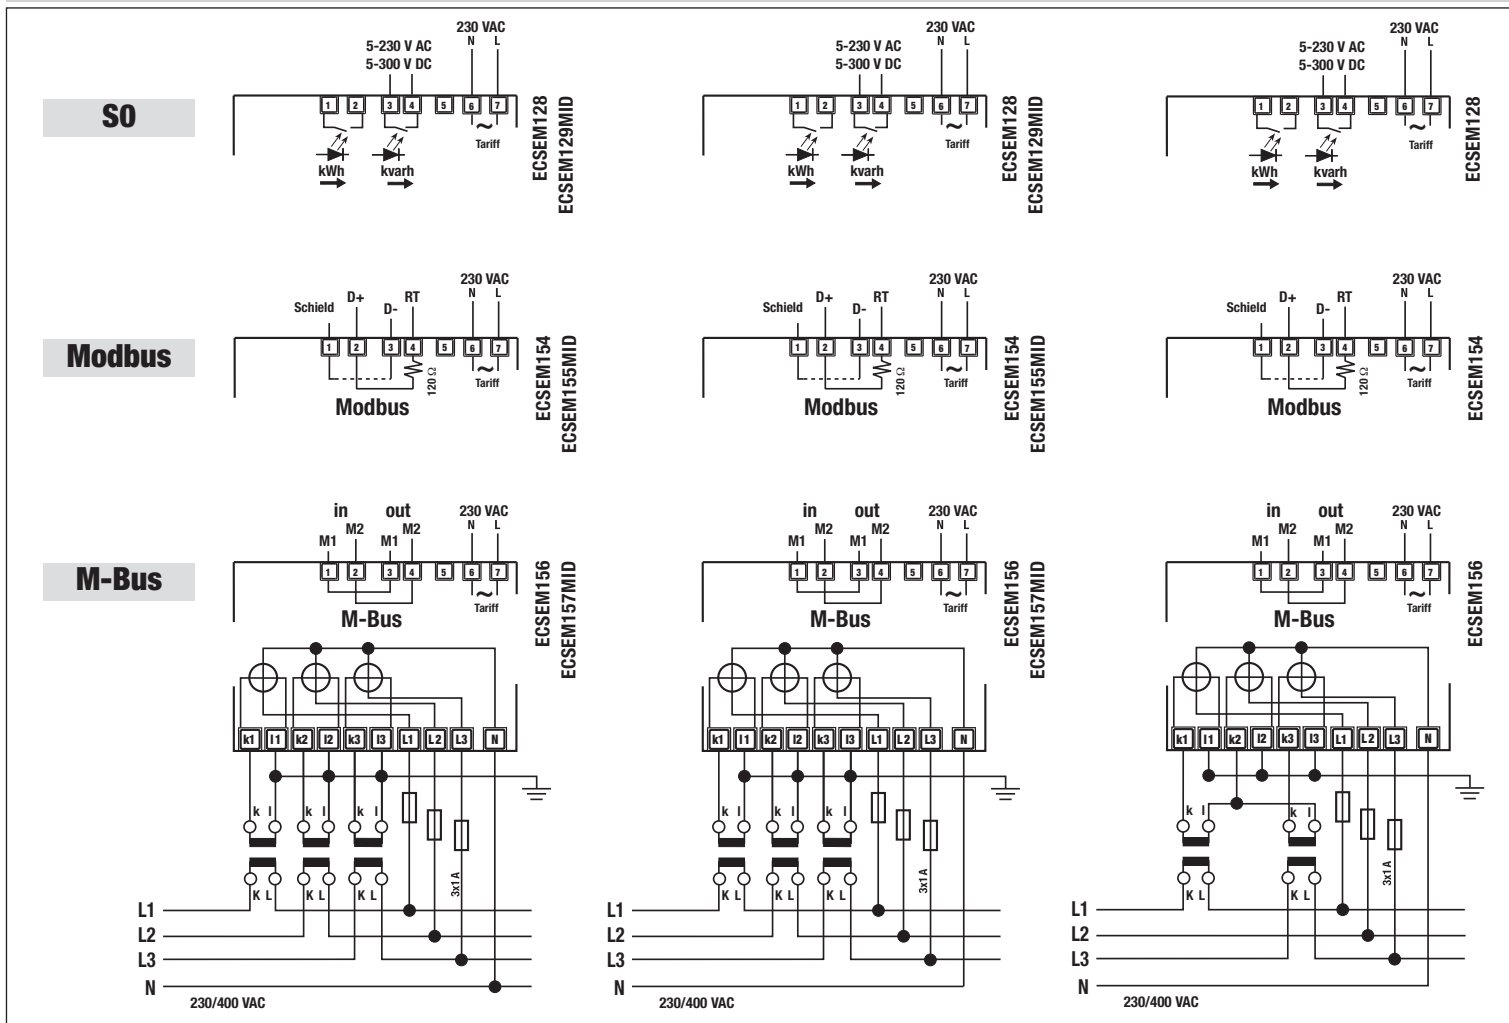 230 VAC 230 VAC 230 VAC
N L N L N L
5-230 V AC 5-230 V AC 5-230 V AC
5-300 V DC 5-300 V DC 5-300 V DC
S0
1 2 3 4 5 6 7 1 2 3 4 5 6 7 1 2 3 4 5 6 7
~ ~ ~
Tariff Tariff Tariff
kWh kvarh kWh kvarh kWh kvarh
ECSEM128
ECSEM129MID
ECSEM128
ECSEM129MID
ECSEM128
230 VAC 230 VAC 230 VAC
N L N L N L
Schield D+ D- RT Schield D+ D- RT Schield D+ D- RT
Modbus
1 2 3 4 5 6 7 1 2 3 4 5 6 7 1 2 3 4 5 6 7
~ ~ ~
Tariff Tariff Tariff
120 Ω 120 Ω 120 Ω
Modbus Modbus Modbus
ECSEM154
ECSEM155MID
ECSEM154
ECSEM155MID
ECSEM154
in out in out in out
230 VAC 230 VAC 230 VAC
N L N L N L
M1 M2 M1 M2 M1 M2 M1 M2 M1 M2 M1 M2
M-Bus
1 2 3 4 5 6 7 1 2 3 4 5 6 7 1 2 3 4 5 6 7
~ ~ ~
Tariff Tariff Tariff
M-Bus M-Bus M-Bus
ECSEM156
ECSEM157MID
ECSEM156
ECSEM157MID
ECSEM156
k1 l1 k2 l2 k3 l3 L1 L2 L3 N k1 l1 k2 l2 k3 l3 L1 L2 L3 N k1 l1 k2 l2 k3 l3 L1 L2 L3 N
k l k l k l k l k l k l k l k l
K L K L K L K L K L K L K L K L
3x1 A 3x1 A 3x1 A
L1 L1 L1
L2 L2 L2
L3 L3 L3
N N N
230/400 VAC 230/400 VAC 230/400 VAC